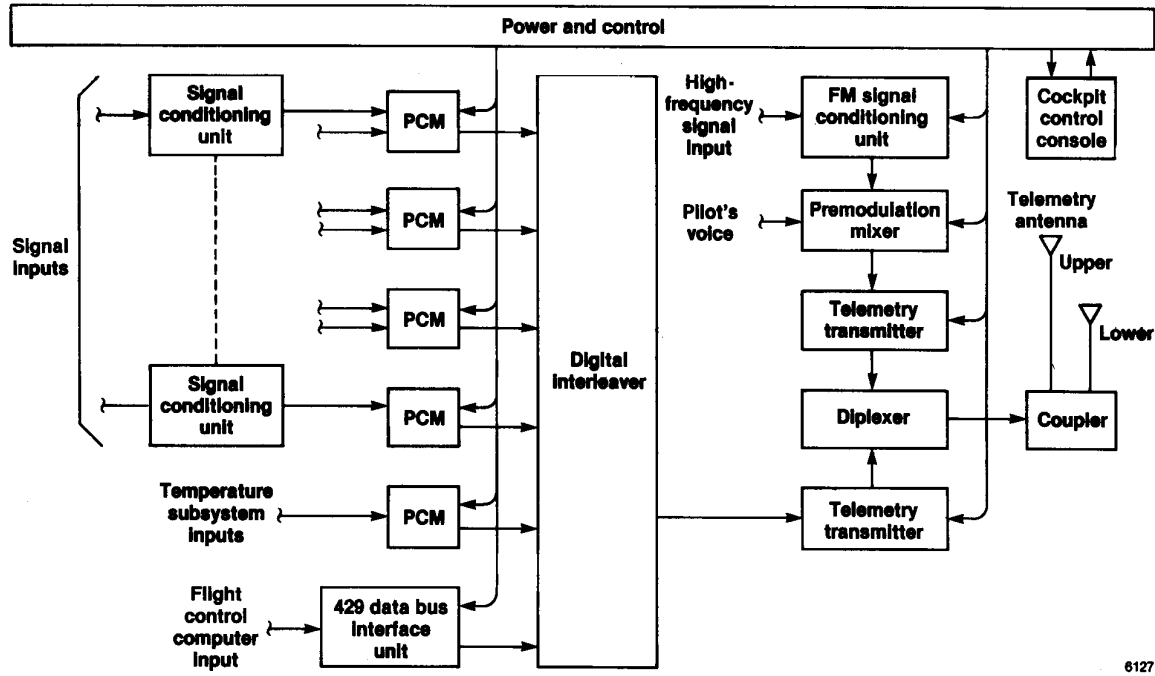 Power and control
Signal
conditioning
unit
PCM
High-
frequency
signal
input
FM signal
conditioning
unit
Cockpit
control
console
PCM
Pilot's
voice
Premodulation
mixer
Telemetry
antenna
Upper
Signal
inputs
PCM
Digital
interleaver
Telemetry
transmitter
Lower
Signal
conditioning
unit
PCM
Diplexer
Coupler
Temperature
subsystem
inputs
PCM
Telemetry
transmitter
Flight
control
computer
input
429 data bus
interface
unit
6127